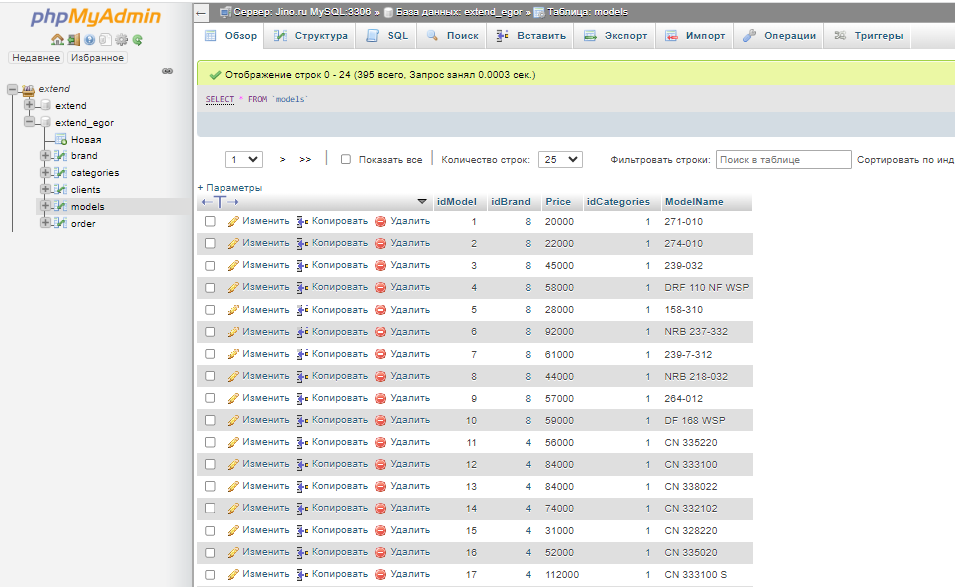 phpMyAdmin
Недавнее Избранное
extend
extend
extend_egor
Новая
brand
categories
clients
models
order
Сервер: Jino.ru MySQL:3306 » База данных: extend_egor » Таблица: models
Обзор Структура SQL Поиск Вставить Экспорт Импорт Операции Триггеры
Отображение строк 0 - 24 (395 всего, Запрос занял 0.0003 сек.)
SELECT * FROM `models`
1 > >> Показать все Количество строк: 25 Фильтровать строки: Поиск в таблице Сортировать по инд
+ Параметры
←T→ idModel idBrand Price idCategories ModelName
Изменить Копировать Удалить 1 8 20000 1 271-010
Изменить Копировать Удалить 2 8 22000 1 274-010
Изменить Копировать Удалить 3 8 45000 1 239-032
Изменить Копировать Удалить 4 8 58000 1 DRF 110 NF WSP
Изменить Копировать Удалить 5 8 28000 1 158-310
Изменить Копировать Удалить 6 8 92000 1 NRB 237-332
Изменить Копировать Удалить 7 8 61000 1 239-7-312
Изменить Копировать Удалить 8 8 44000 1 NRB 218-032
Изменить Копировать Удалить 9 8 57000 1 264-012
Изменить Копировать Удалить 10 8 59000 1 DF 168 WSP
Изменить Копировать Удалить 11 4 56000 1 CN 335220
Изменить Копировать Удалить 12 4 84000 1 CN 333100
Изменить Копировать Удалить 13 4 84000 1 CN 338022
Изменить Копировать Удалить 14 4 74000 1 CN 332102
Изменить Копировать Удалить 15 4 31000 1 CN 328220
Изменить Копировать Удалить 16 4 52000 1 CN 335020
Изменить Копировать Удалить 17 4 112000 1 CN 333100 S